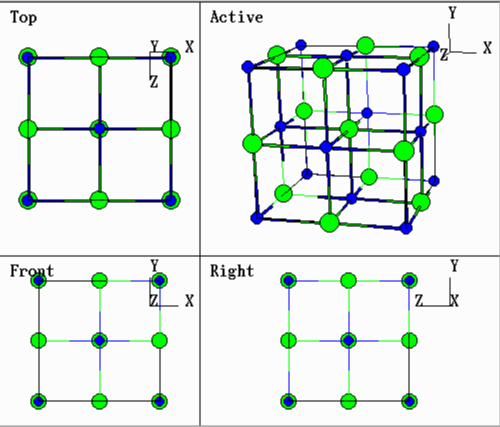 Top
Y X
Z
Active
Y
Z X
Front
Y
Z X
Right
Y
Z X